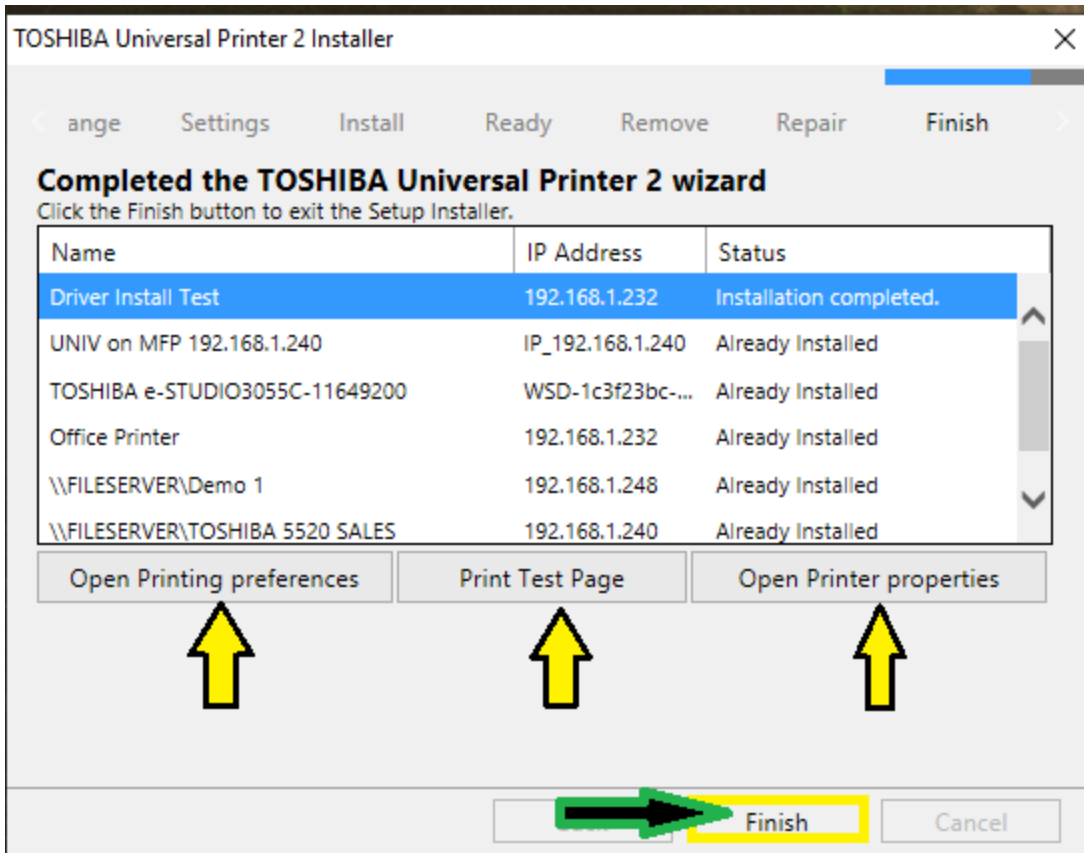 TOSHIBA Universal Printer 2 Installer
ange Settings Install Ready Remove Repair Finish
Completed the TOSHIBA Universal Printer 2 wizard
Click the Finish button to exit the Setup Installer.
Name IP Address Status
Driver Install Test 192.168.1.232 Installation completed.
UNIV on MFP 192.168.1.240 IP_192.168.1.240 Already Installed
TOSHIBA e-STUDIO3055C-11649200 WSD-1c3f23bc-... Already Installed
Office Printer 192.168.1.232 Already Installed
\\FILESERVER\Demo 1 192.168.1.248 Already Installed
\\FILESERVER\TOSHIBA 5520 SALES 192.168.1.240 Already Installed
Open Printing preferences Print Test Page Open Printer properties
Finish Cancel